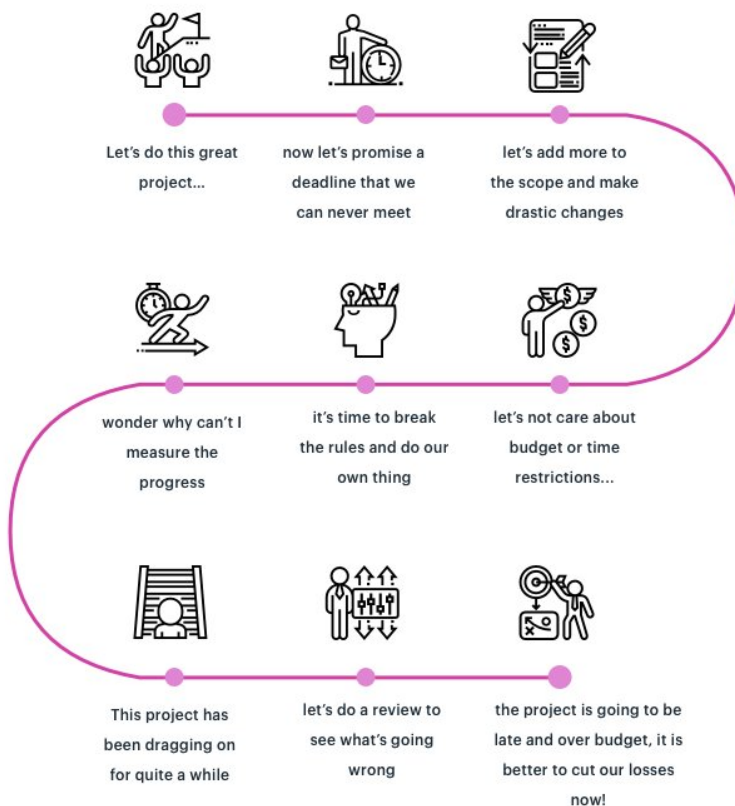 Let's do this great
project...
now let's promise a
deadline that we
can never meet
let's add more to
the scope and make
drastic changes
let's not care about
budget or time
restrictions...
it's time to break
the rules and do our
own thing
wonder why can't I
measure the
progress
This project has
been dragging on
for quite a while
let's do a review to
see what's going
wrong
the project is going to be
late and over budget, it is
better to cut our losses
now!